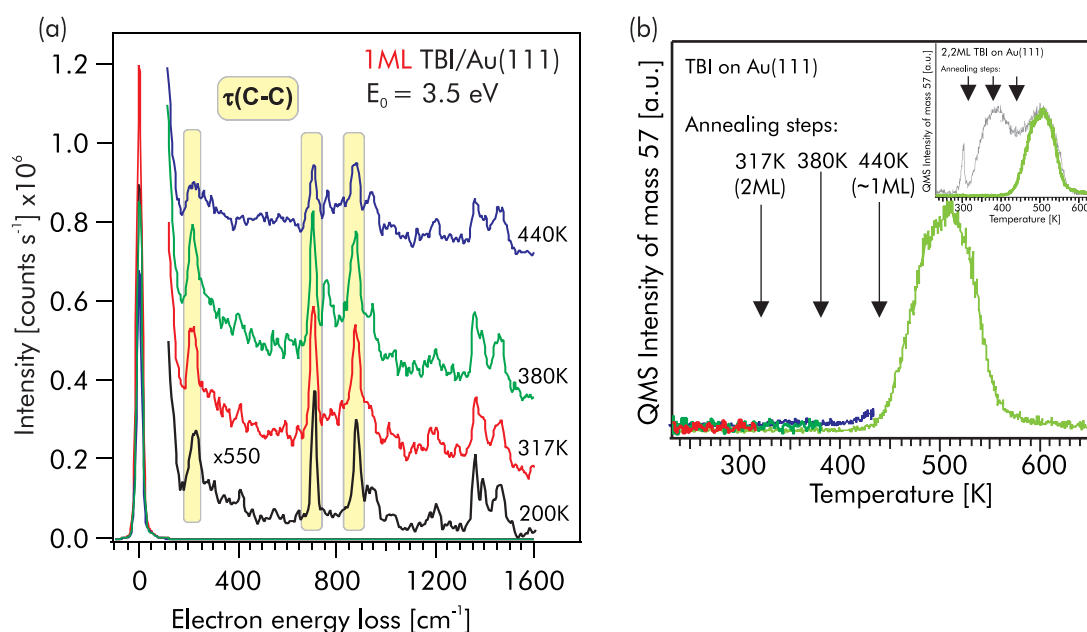 (a)
1ML TBI/Au(111)
E₀ = 3.5 eV
τ(C-C)
440K
380K
317K
x550
200K
1.2
1.0
0.8
0.6
0.4
0.2
0.0
Intensity [counts s⁻¹] x10⁶
0 400 800 1200 1600
Electron energy loss [cm⁻¹]
(b)
TBI on Au(111)
Annealing steps:
317K 380K 440K
(2ML) (~1ML)
QMS Intensity of mass 57 [a.u.]
300 400 500 600
Temperature [K]
2,2ML TBI on Au(111)
Annealing steps:
QMS Intensity of mass 57 [a.u.]
300 400 500 600
Temperature [K]